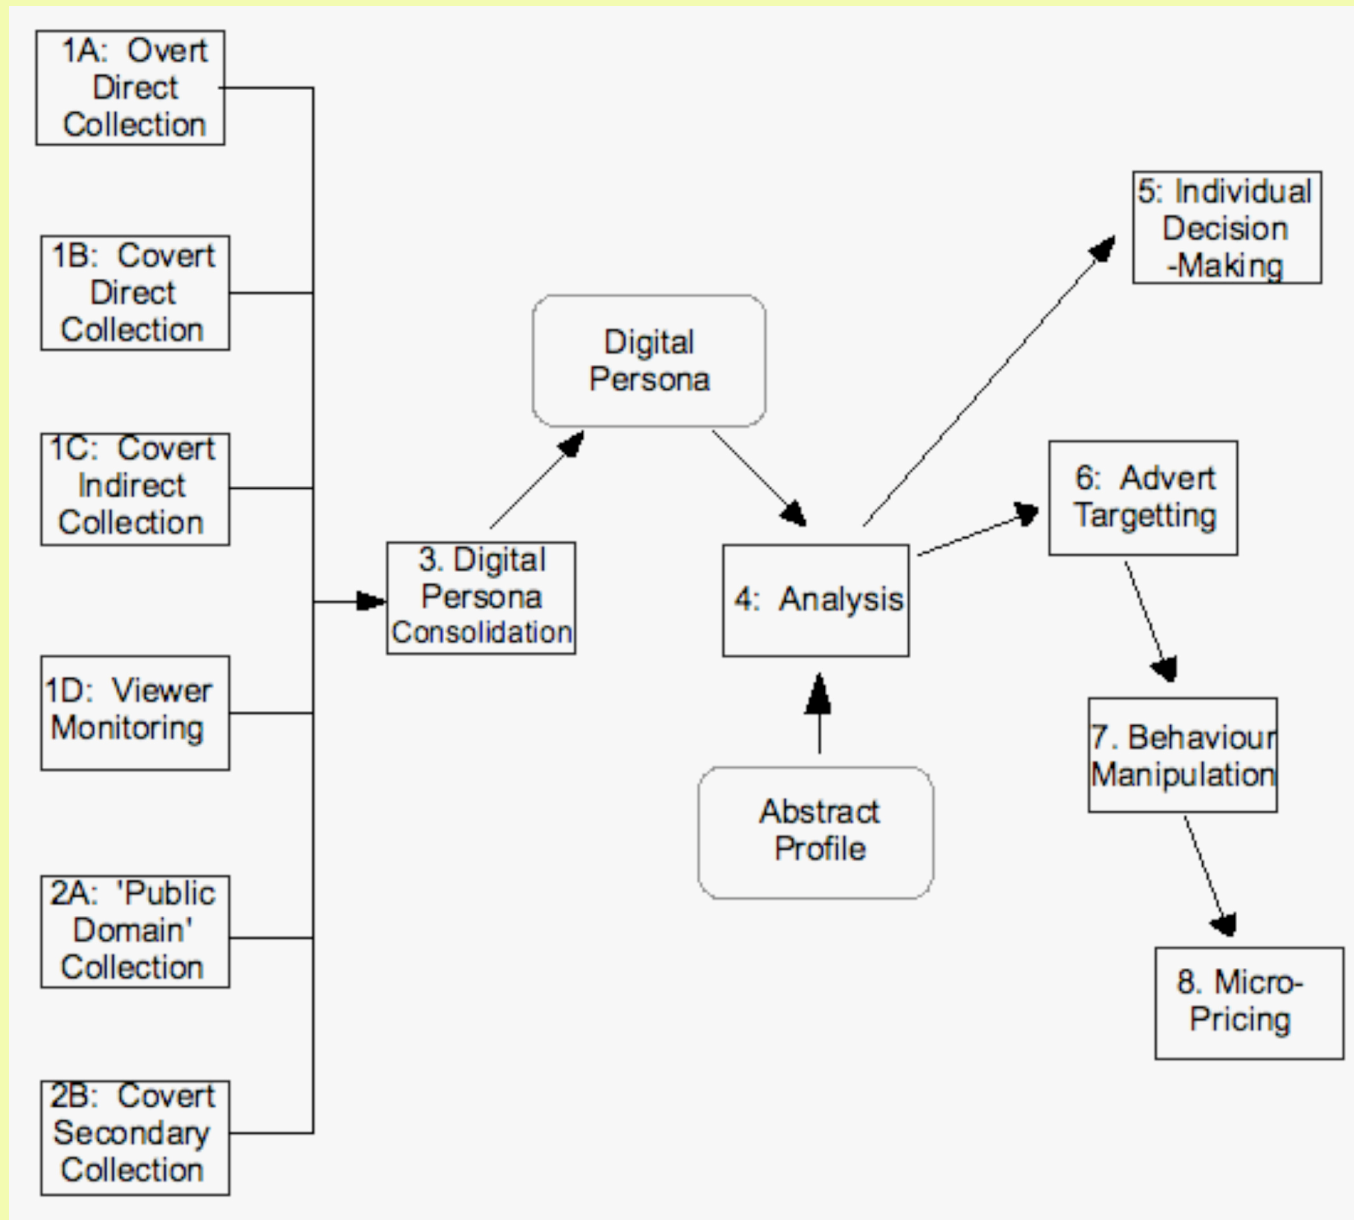 1A: Overt
Direct
Collection
1B: Covert
Direct
Collection
1C: Covert
Indirect
Collection
1D: Viewer
Monitoring
2A: 'Public
Domain'
Collection
2B: Covert
Secondary
Collection
3. Digital
Persona
Consolidation
Digital
Persona
4: Analysis
Abstract
Profile
5: Individual
Decision
-Making
6: Advert
Targetting
7. Behaviour
Manipulation
8. Micro-
Pricing